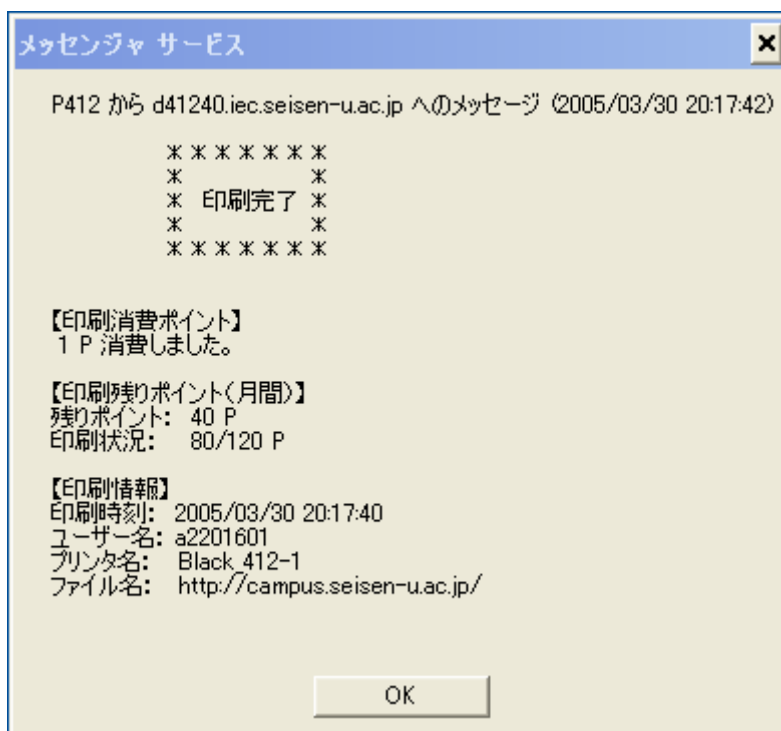 メッセンジャ サービス
P412 から d41240.iec.seisen-u.ac.jp へのメッセージ (2005/03/30 20:17:42)
* * * * * * *
* *
* 印刷完了 *
* *
* * * * * * *
【印刷消費ポイント】
1 P 消費しました。
【印刷残りポイント(月間)】
残りポイント: 40 P
印刷状況: 80/120 P
【印刷情報】
印刷時刻: 2005/03/30 20:17:40
ユーザー名: a2201601
プリンタ名: Black_412-1
ファイル名: http://campus.seisen-u.ac.jp/
OK